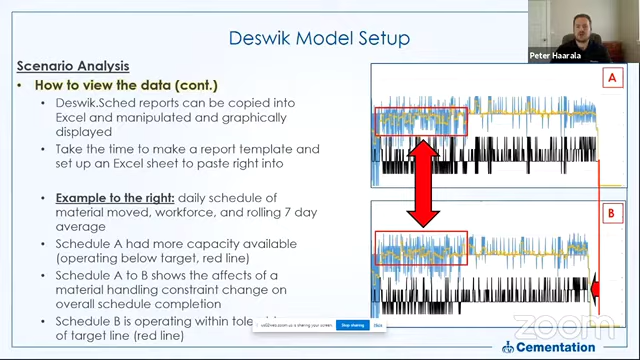 Deswik Model Setup
Peter Haarala
Scenario Analysis
• How to view the data (cont.)
• Deswik.Sched reports can be copied into
Excel and manipulated and graphically
displayed
• Take the time to make a report template and
set up an Excel sheet to paste right into
• Example to the right: daily schedule of
material moved, workforce, and rolling 7 day
average
• Schedule A had more capacity available
(operating below target, red line)
• Schedule A to B shows the affects of a
material handling constraint change on
overall schedule completion
• Schedule B is operating within
of target line (red line)
A
B
is sharing your screen.
Stop sharing
Hide
zoom
Cementation